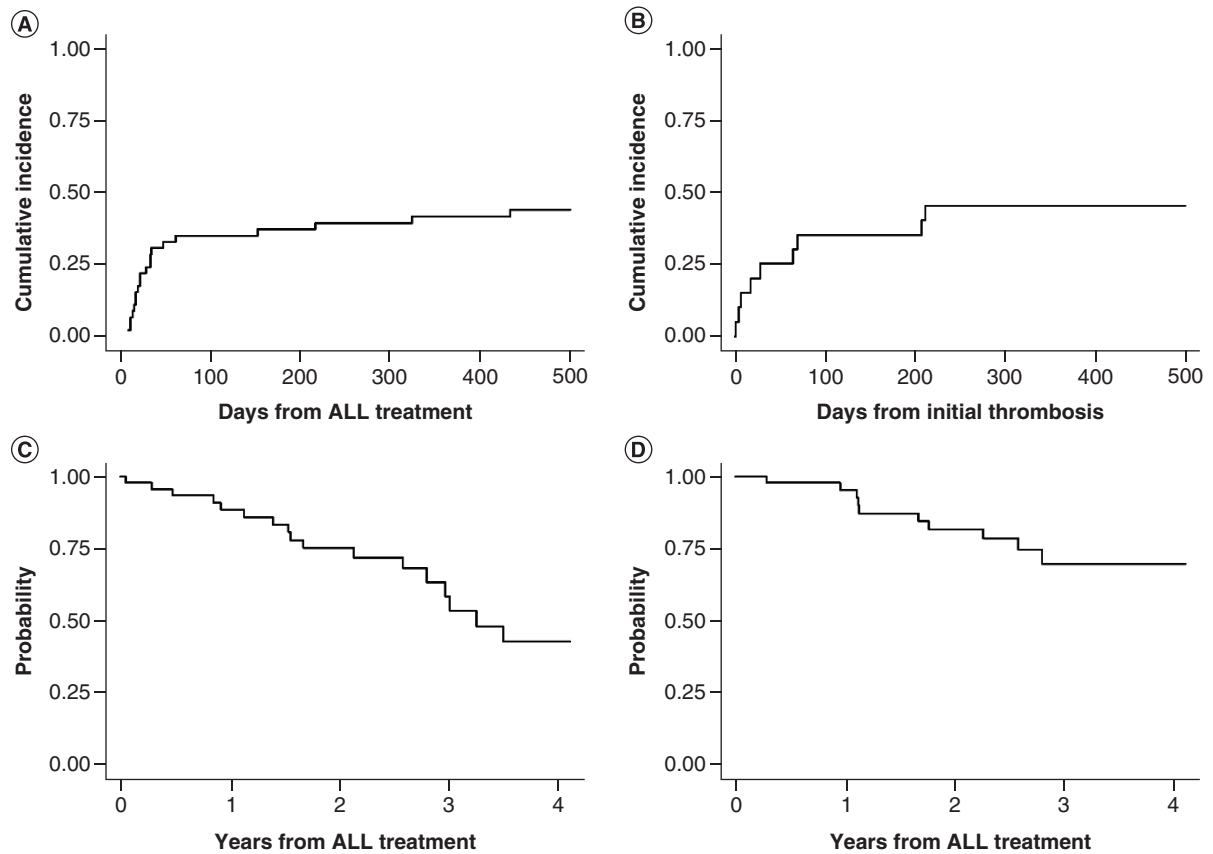 A
1.00
0.75
0.50
0.25
0.00
Cumulative incidence
0 100 200 300 400 500
Days from ALL treatment
B
1.00
0.75
0.50
0.25
0.00
Cumulative incidence
0 100 200 300 400 500
Days from initial thrombosis
C
1.00
0.75
0.50
0.25
0.00
Probability
0 1 2 3 4
Years from ALL treatment
D
1.00
0.75
0.50
0.25
0.00
Probability
0 1 2 3 4
Years from ALL treatment